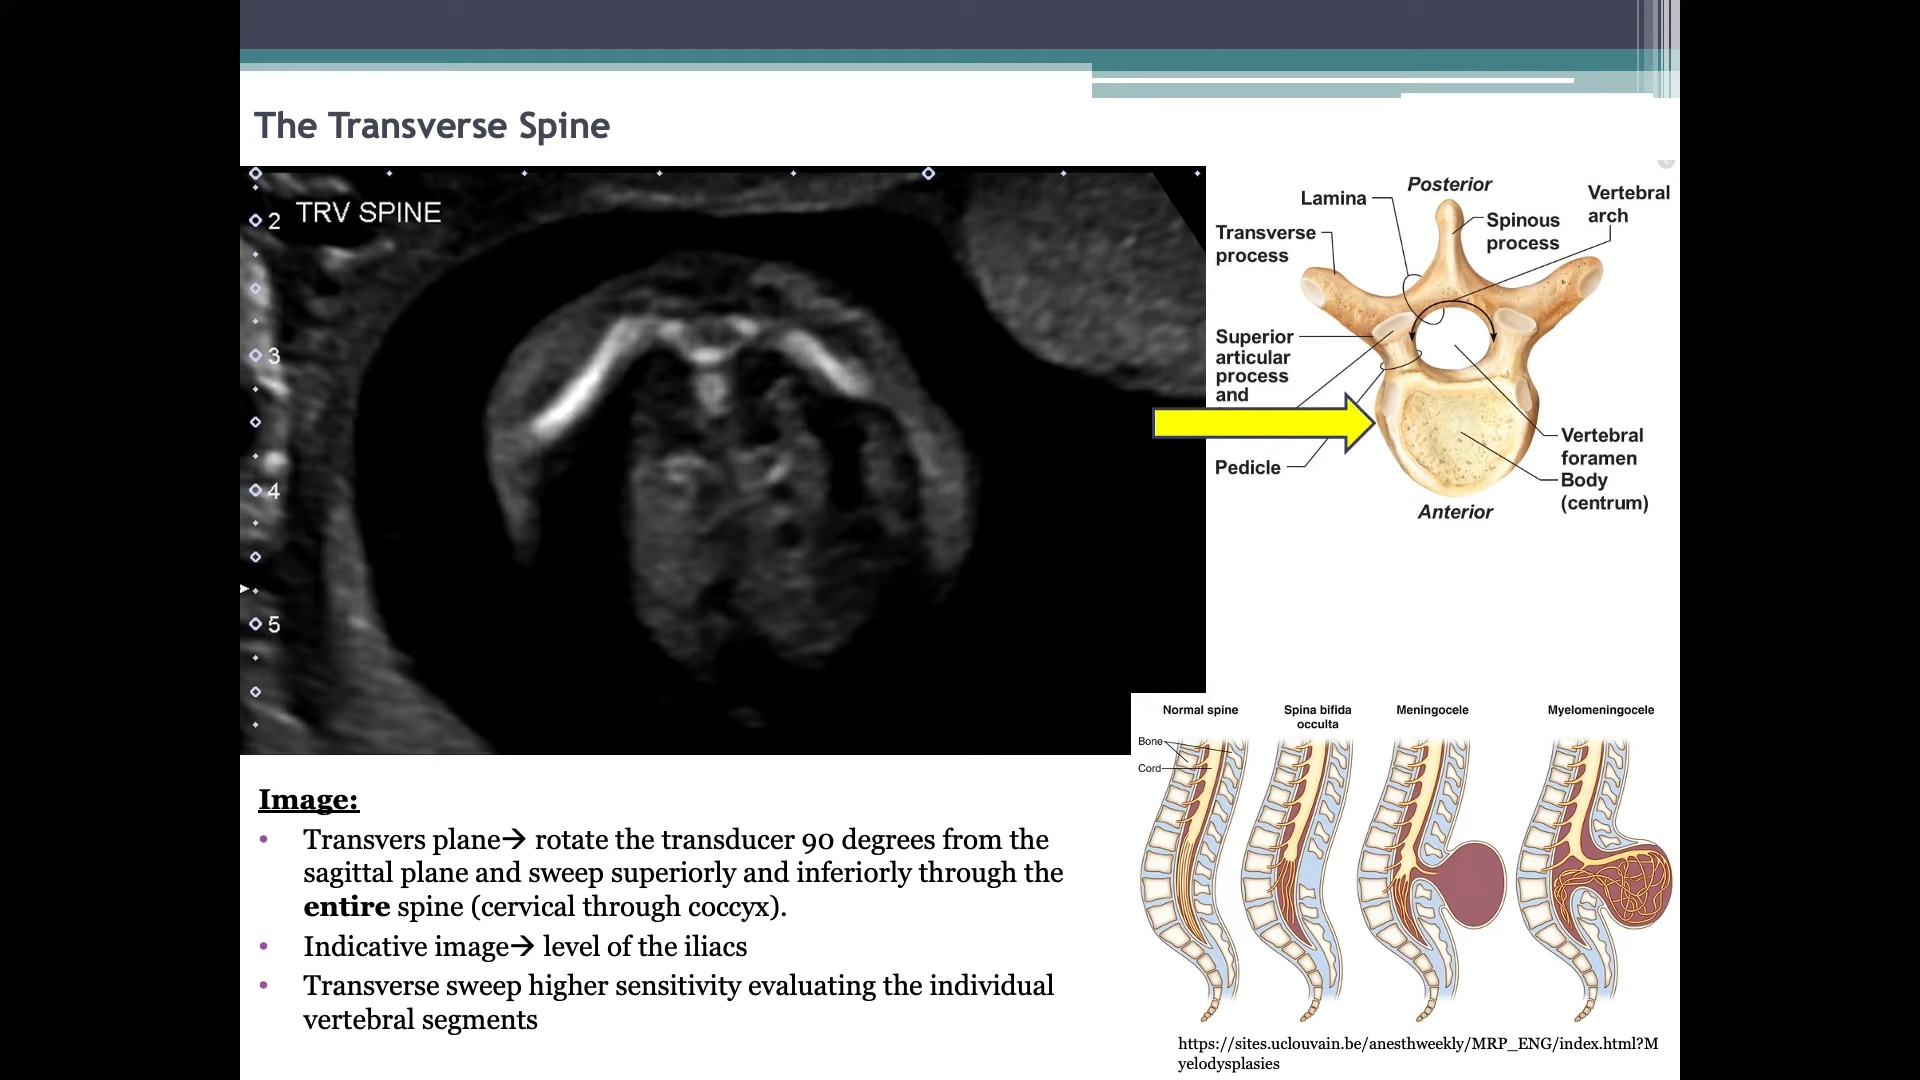 The Transverse Spine
TRV SPINE
2
3
4
5
Posterior
Lamina
Spinous
process
Vertebral
arch
Transverse
process
Superior
articular
process
and
Pedicle
Vertebral
foramen
Body
(centrum)
Anterior
Normal spine
Spina bifida
occulta
Meningocele
Myelomeningocele
Bone
Cord
Image:
• Transvers plane→ rotate the transducer 90 degrees from the
sagittal plane and sweep superiorly and inferiorly through the
entire spine (cervical through coccyx).
• Indicative image→ level of the iliacs
• Transverse sweep higher sensitivity evaluating the individual
vertebral segments
https://sites.uclouvain.be/anesthweekly/MRP_ENG/index.html?M
yelodysplasies